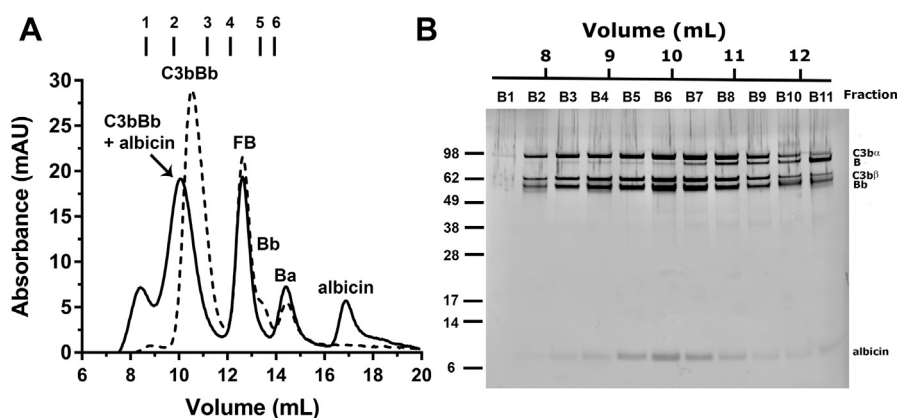 A
1 2 3 4 5 6
C3bBb
C3bBb
+ albicin
FB
Bb
Ba
albicin
Absorbance (mAU)
30
25
20
15
10
5
0
6 8 10 12 14 16 18 20
Volume (mL)
B
Volume (mL)
8 9 10 11 12
B1 B2 B3 B4 B5 B6 B7 B8 B9 B10 B11 Fraction
98
62
49
38
28
17
14
6
C3bα
B
C3bβ
Bb
albicin